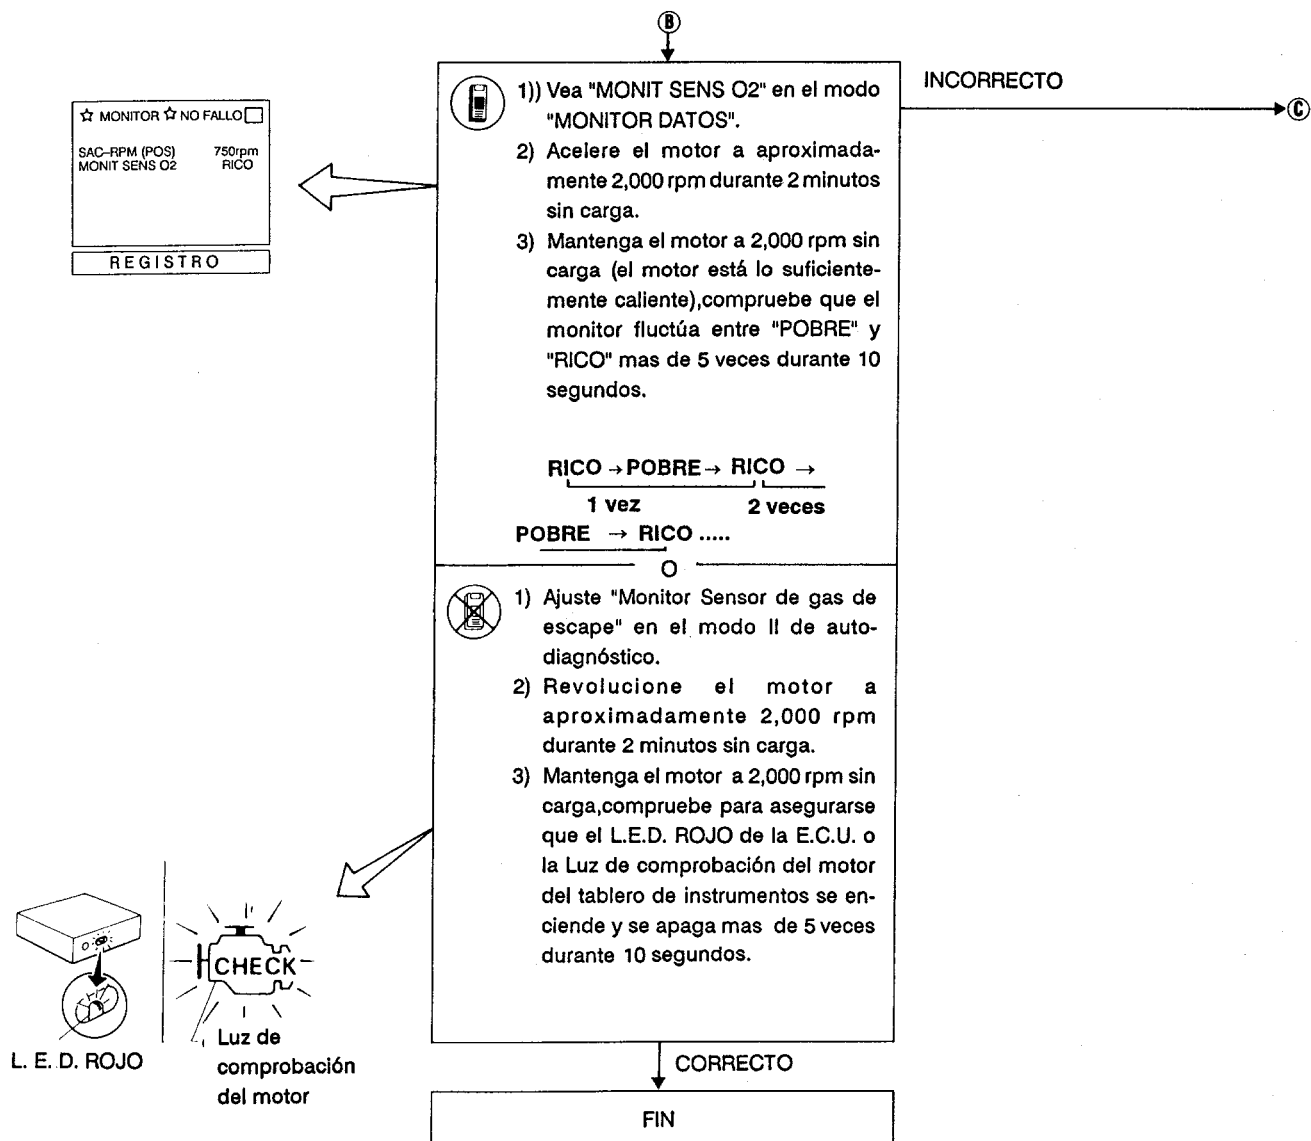 B
INCORRECTO
C
☆ MONITOR ☆ NO FALLO
SAC-RPM (POS) 750rpm
MONIT SENS O2 RICO
REGISTRO
1)) Vea "MONIT SENS O2" en el modo
"MONITOR DATOS".
2) Acelere el motor a aproximada-
mente 2,000 rpm durante 2 minutos
sin carga.
3) Mantenga el motor a 2,000 rpm sin
carga (el motor está lo suficiente-
mente caliente),compruebe que el
monitor fluctúa entre "POBRE" y
"RICO" mas de 5 veces durante 10
segundos.
RICO → POBRE → RICO →
1 vez 2 veces
POBRE → RICO .....
O
1) Ajuste "Monitor Sensor de gas de
escape" en el modo II de auto-
diagnóstico.
2) Revolucione el motor a
aproximadamente 2,000 rpm
durante 2 minutos sin carga.
3) Mantenga el motor a 2,000 rpm sin
carga,compruebe para asegurarse
que el L.E.D. ROJO de la E.C.U. o
la Luz de comprobación del motor
del tablero de instrumentos se en-
ciende y se apaga mas de 5 veces
durante 10 segundos.
CHECK
L. E. D. ROJO
Luz de
comprobación
del motor
CORRECTO
FIN